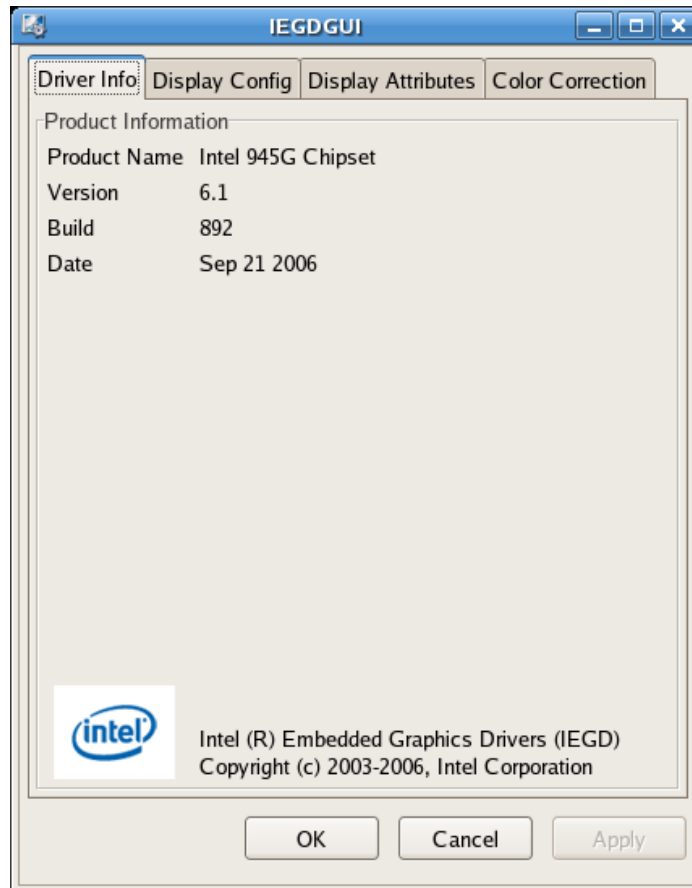 IEGDGUI
Driver Info Display Config Display Attributes Color Correction
Product Information
Product Name Intel 945G Chipset
Version 6.1
Build 892
Date Sep 21 2006
intel
Intel (R) Embedded Graphics Drivers (IEGD)
Copyright (c) 2003-2006, Intel Corporation
OK Cancel Apply